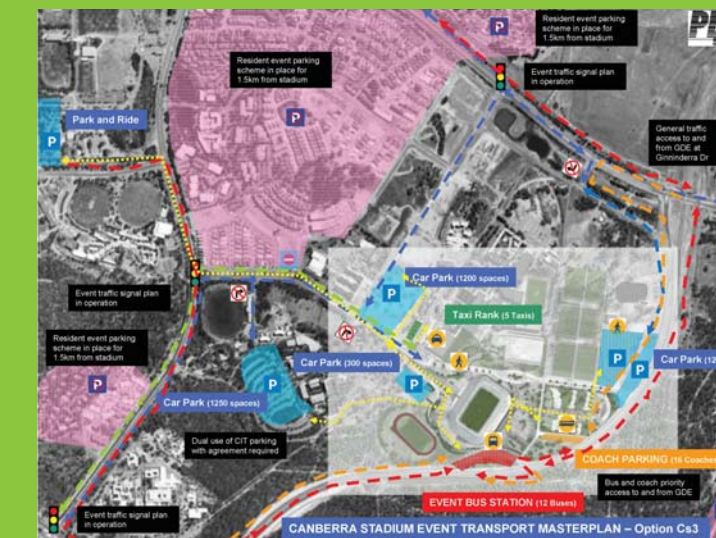 Resident event parking
scheme in place for
1.5km from stadium
Resident event parking
scheme in place for
1.5km from stadium
Event traffic signal plan
in operation
P
P
Park and Ride
P
P
General traffic
access to and
from GDE at
Ginninderra Dr
Event traffic signal plan
in operation
Car Park (1200 spaces)
P
Taxi Rank (5 Taxis)
Resident event parking
scheme in place for
1.5km from stadium
P
Car Park (300 spaces)
P
P
P
P
Car Park (12
Car Park (1250 spaces)
Dual use of CIT parking
with agreement required
COACH PARKING (16 Coaches
Bus and coach priority
access to and from GDE
EVENT BUS STATION (12 Buses)
Event traffic signal plan
in operation
CANBERRA STADIUM EVENT TRANSPORT MASTERPLAN – Option Cs3